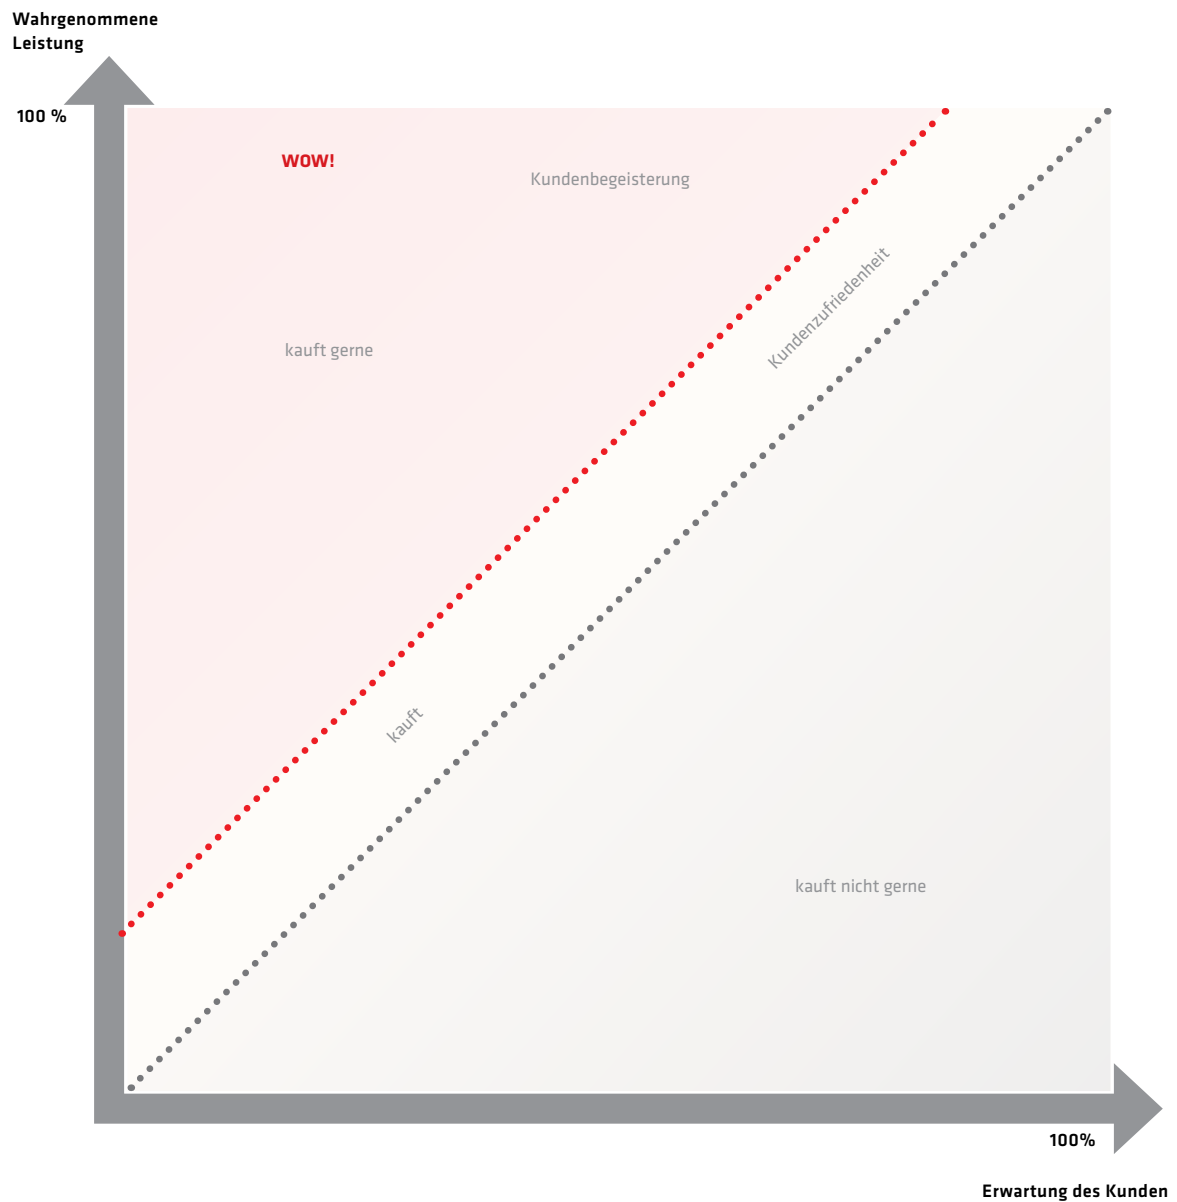 Wahrgenommene
Leistung
100 %
WOW!
Kundenbegeisterung
Kundenzufriedenheit
kauft gerne
kauft
kauft nicht gerne
100%
Erwartung des Kunden